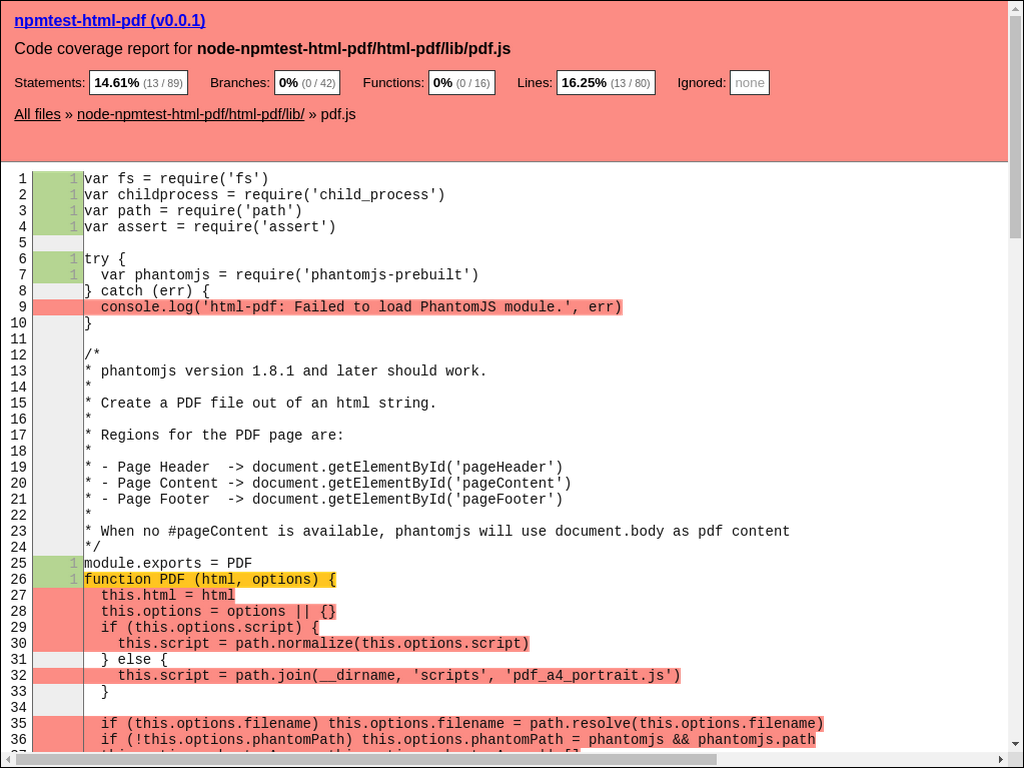 npmtest-html-pdf (v0.0.1)
Code coverage report for node-npmtest-html-pdf/html-pdf/lib/pdf.js
Statements: 14.61% (13 / 89) Branches: 0% (0 / 42) Functions: 0% (0 / 16) Lines: 16.25% (13 / 80) Ignored: none
All files » node-npmtest-html-pdf/html-pdf/lib/ » pdf.js
1 1 var fs = require('fs')
2 1 var childprocess = require('child_process')
3 1 var path = require('path')
4 1 var assert = require('assert')
5
6 1 try {
7 1   var phantomjs = require('phantomjs-prebuilt')
8 } catch (err) {
9   console.log('html-pdf: Failed to load PhantomJS module.', err)
10 }
11
12 /*
13 * phantomjs version 1.8.1 and later should work.
14 *
15 * Create a PDF file out of an html string.
16 *
17 * Regions for the PDF page are:
18 *
19 * - Page Header  -> document.getElementById('pageHeader')
20 * - Page Content -> document.getElementById('pageContent')
21 * - Page Footer  -> document.getElementById('pageFooter')
22 *
23 * When no #pageContent is available, phantomjs will use document.body as pdf content
24 */
25 1 module.exports = PDF
26 1 function PDF (html, options) {
27   this.html = html
28   this.options = options || {}
29   if (this.options.script) {
30     this.script = path.normalize(this.options.script)
31   } else {
32     this.script = path.join(__dirname, 'scripts', 'pdf_a4_portrait.js')
33   }
34
35   if (this.options.filename) this.options.filename = path.resolve(this.options.filename)
36   if (!this.options.phantomPath) this.options.phantomPath = phantomjs && phantomjs.path